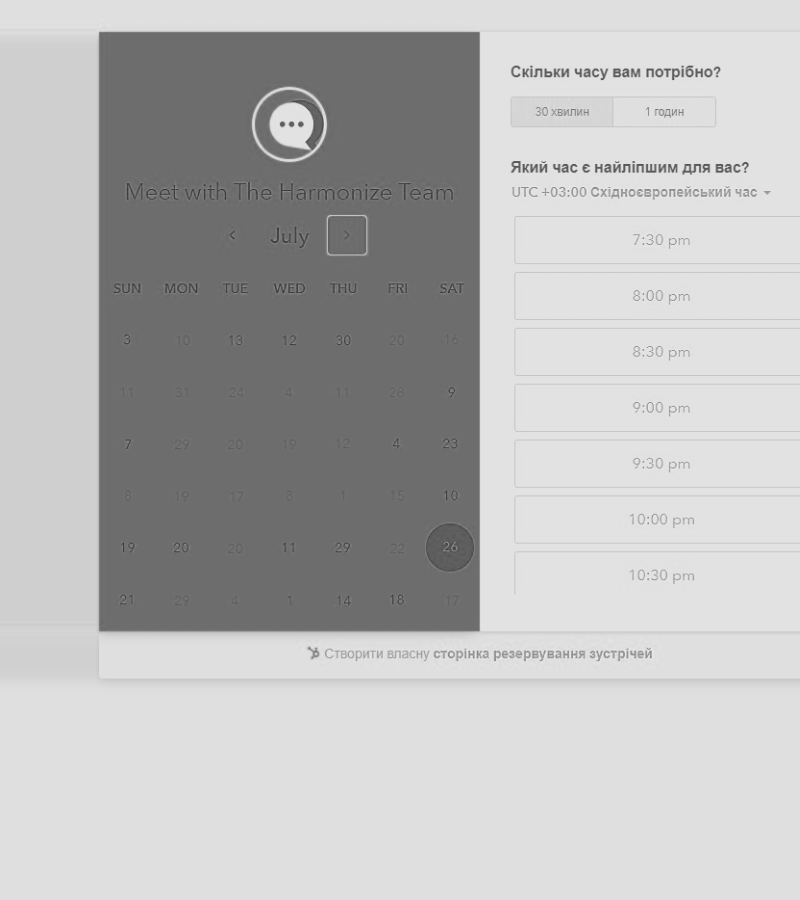 Meet with The Harmonize Team
July
SUN MON TUE WED THU FRI SAT
3 10 13 12 30 20 16
11 31 24 4 11 26 9
7 29 20 19 12 4 23
8 19 17 8 1 15 10
19 20 20 11 29 22 26
21 29 4 1 14 18 17
Скільки часу вам потрібно?
30 хвилин 1 годин
Який час є найліпшим для вас?
UTC +03:00 Східноєвропейський час
7:30 pm
8:00 pm
8:30 pm
9:00 pm
9:30 pm
10:00 pm
10:30 pm
Створити власну сторінка резервування зустрічей